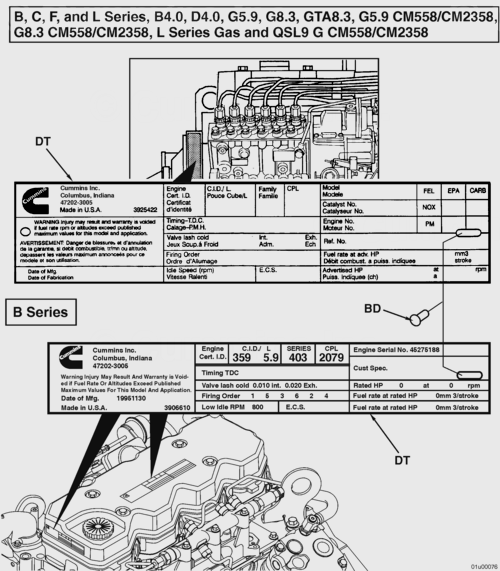 B, C, F, and L Series, B4.0, D4.0, G5.9, G8.3, GTA8.3, G5.9 CM558/CM2358,
G8.3 CM558/CM2358, L Series Gas and QSL9 G CM558/CM2358
DT
Cummins Inc.
Columbus, Indiana
47202-3005
Made in U.S.A. 3925422
WARNING Injury may result and warranty is voided
if fuel rate rpm or altitudes exceed published
maximum values for this model and application.
AVERTISSEMENT Danger de blessures et d'annulation
de la garantie, si debit combustible, t/mn ou altitude,
depassent les valeurs maximum annoncées pour ce
modele et son utilisation.
Date of Mfg
Date of Fabrication
Engine
Cert. I.D.
Certificat
d'identité
C.I.D./ L.
Pouce Cube/L
Family
Famille
CPL
Timing-T.D.C.
Calage-P.M.H.
Valve lash cold Int. Exh.
Jeux Soup.à Froid Adm. Ech
Firing Order
Ordre d'Alumage
Idle Speed (rpm)
Vitesse Ralenti
E.C.S.
Model
Modele
FEL EPA CARB
Catalyst No.
Catalyseur No.
NOX
Engine No.
Moteur No.
PM
Ref. No.
Fuel rate at adv. HP mm3
Débit combust. à puiss. indiquee stroke
Advertised HP at rpm
Puiss. indiquee (ch) a
B Series
BD
Cummins Inc.
Columbus, Indiana
47202-3005
Warning Injury May Result And Warranty Is Void-
ed if Fuel Rate Or Altitudes Exceed Published
Maximum Values For This Model And Application.
Date of Mfg. 19961130
Made in U.S.A. 3906610
Engine
Cert. I.D.
C.I.D./ L
359 5.9
SERIES
403
CPL
2079
Timing TDC
Valve lash cold 0.010 int. 0.020 Exh.
Firing Order 1 5 3 6 2 4
Low Idle RPM 800 E.C.S.
Engine Serial No. 45275188
Cust Spec.
Rated HP 0 at 0 rpm
Fuel rate at rated HP 0mm 3/stroke
Fuel rate at rated HP 0mm 3/stroke
DT
01u00076